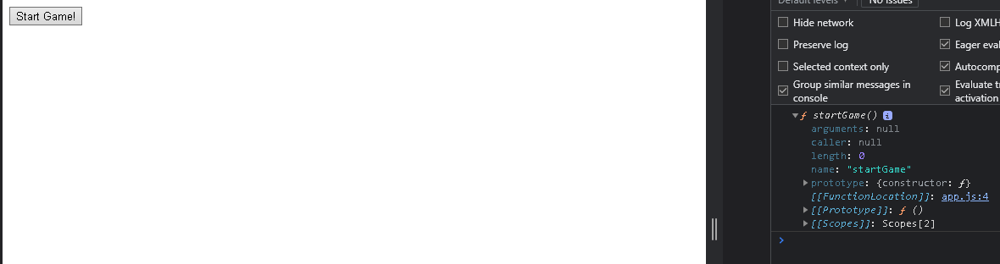 Start Game!
Default levels
No Issues
Hide network
Log XMLH
Preserve log
Eager eval
Selected context only
Autocomp
Group similar messages in
console
Evaluate t
activation
ƒ startGame() i
arguments: null
caller: null
length: 0
name: "startGame"
prototype: {constructor: ƒ}
[[FunctionLocation]]: app.js:4
[[Prototype]]: ƒ ()
[[Scopes]]: Scopes[2]